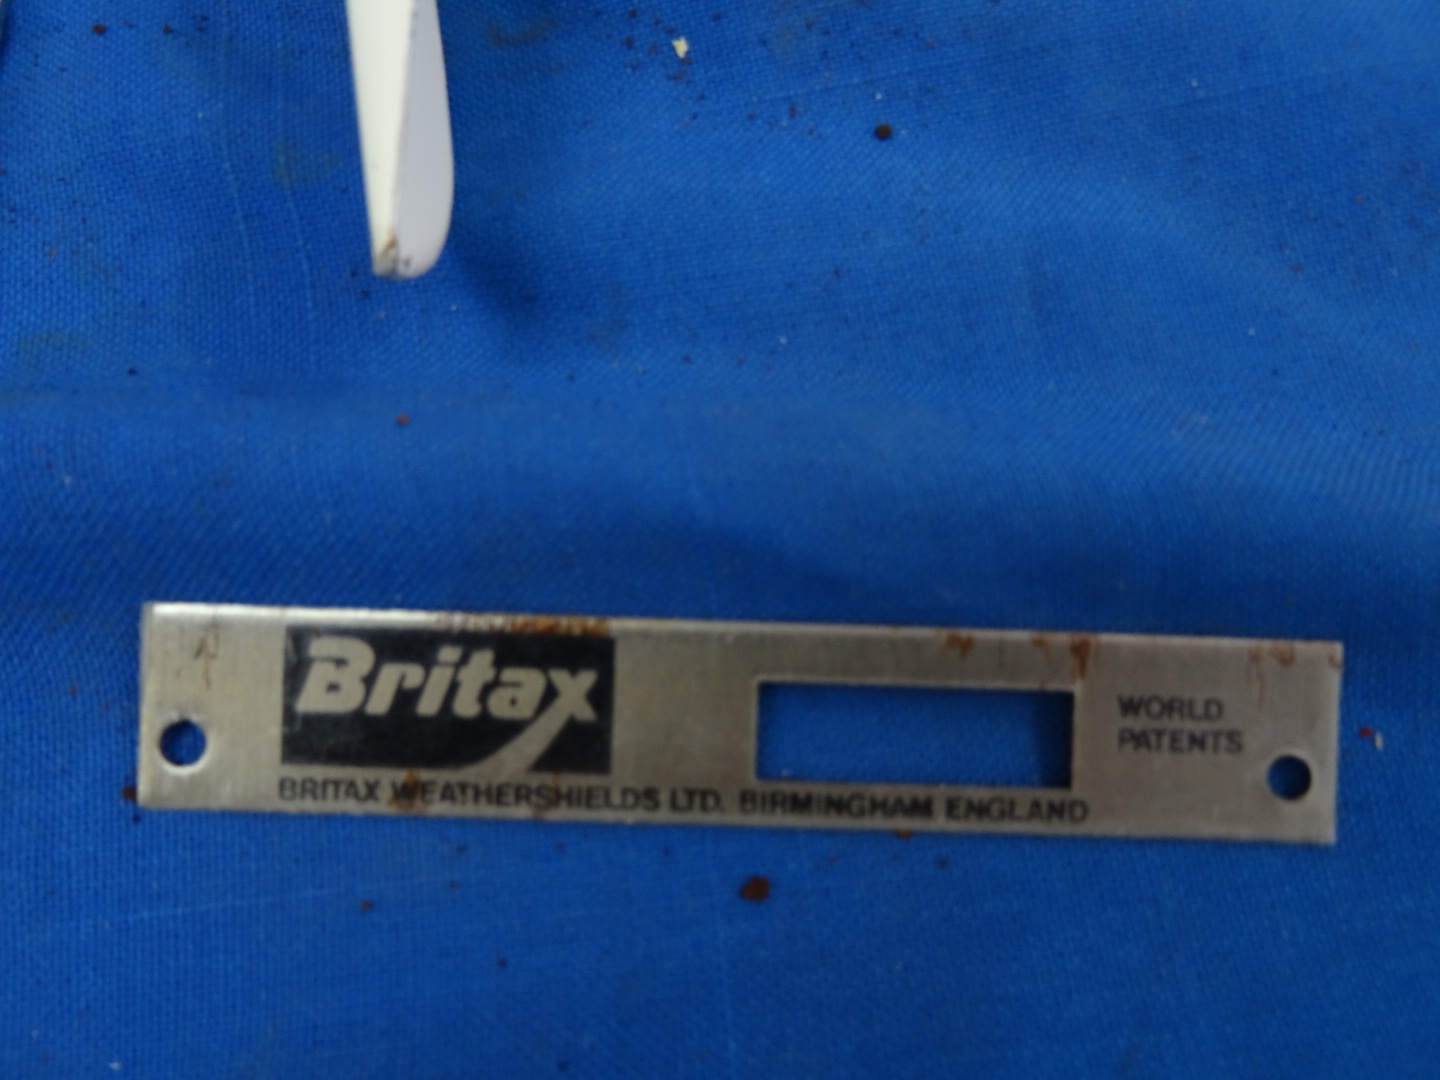 Britax
BRITAX WEATHERSHIELDS LTD. BIRMINGHAM ENGLAND
WORLD
PATENTS